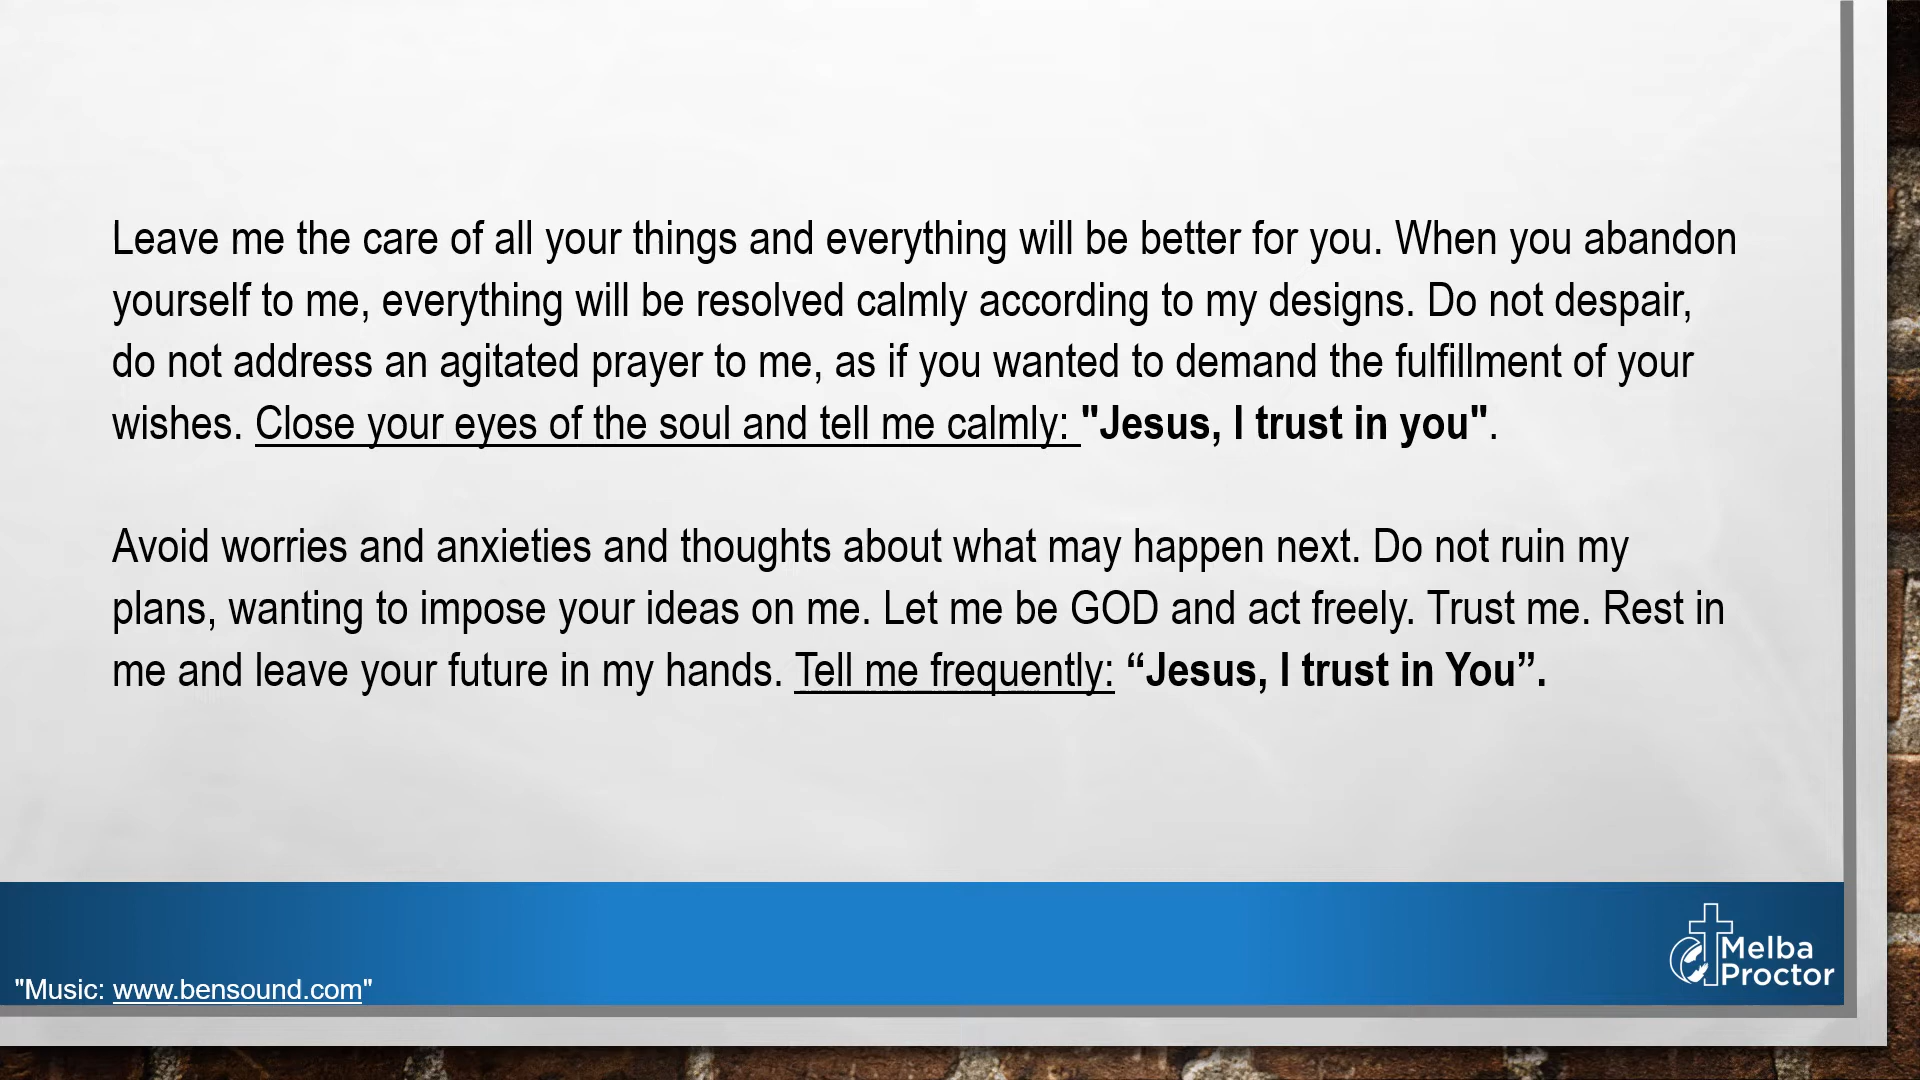 Leave me the care of all your things and everything will be better for you. When you abandon
yourself to me, everything will be resolved calmly according to my designs. Do not despair,
do not address an agitated prayer to me, as if you wanted to demand the fulfillment of your
wishes. Close your eyes of the soul and tell me calmly: "Jesus, I trust in you".
Avoid worries and anxieties and thoughts about what may happen next. Do not ruin my
plans, wanting to impose your ideas on me. Let me be GOD and act freely. Trust me. Rest in
me and leave your future in my hands. Tell me frequently: “Jesus, I trust in You”.
Melba
Proctor
"Music: www.bensound.com"